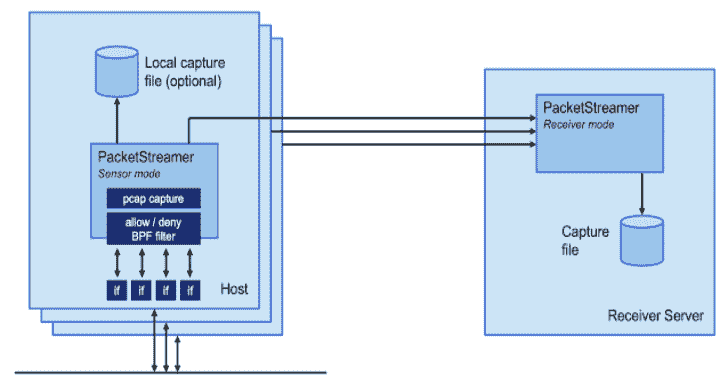 Local capture
file (optional)
PacketStreamer
Sensor mode
pcap capture
allow / deny
BPF filter
if if if if
Host
PacketStreamer
Receiver mode
Capture
file
Receiver Server